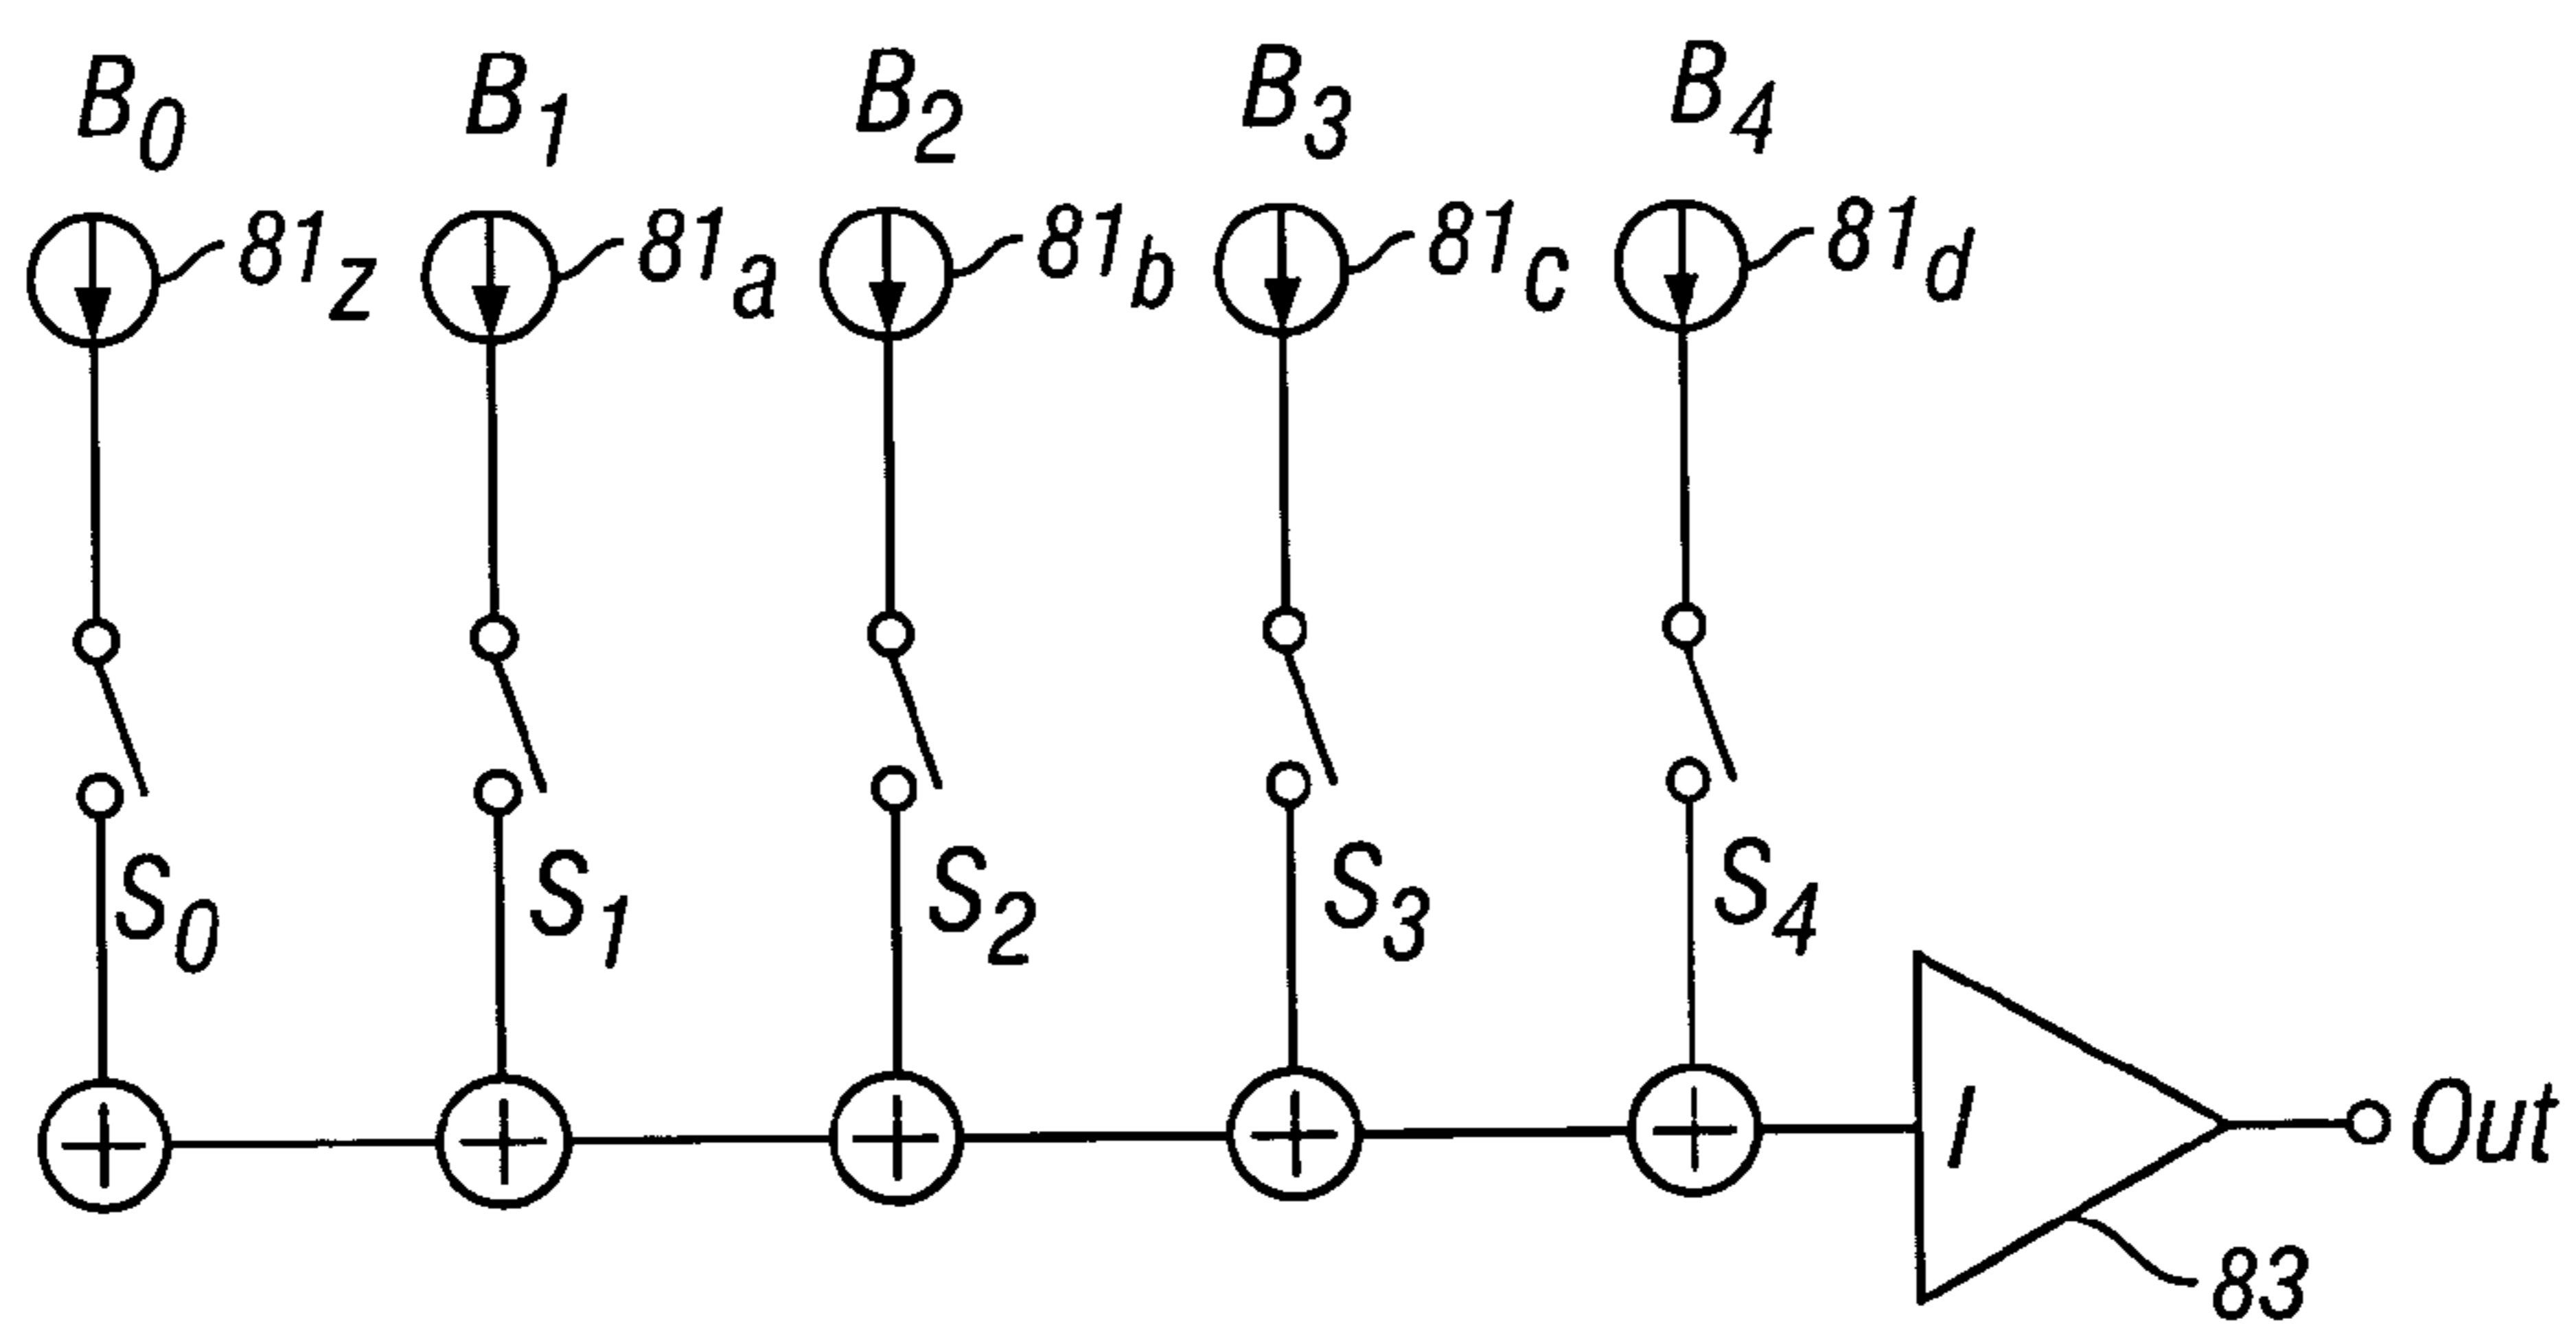 B0 B1 B2 B3 B4
81z 81a 81b 81c 81d
S0 S1 S2 S3 S4
+ + + + + I Out
83